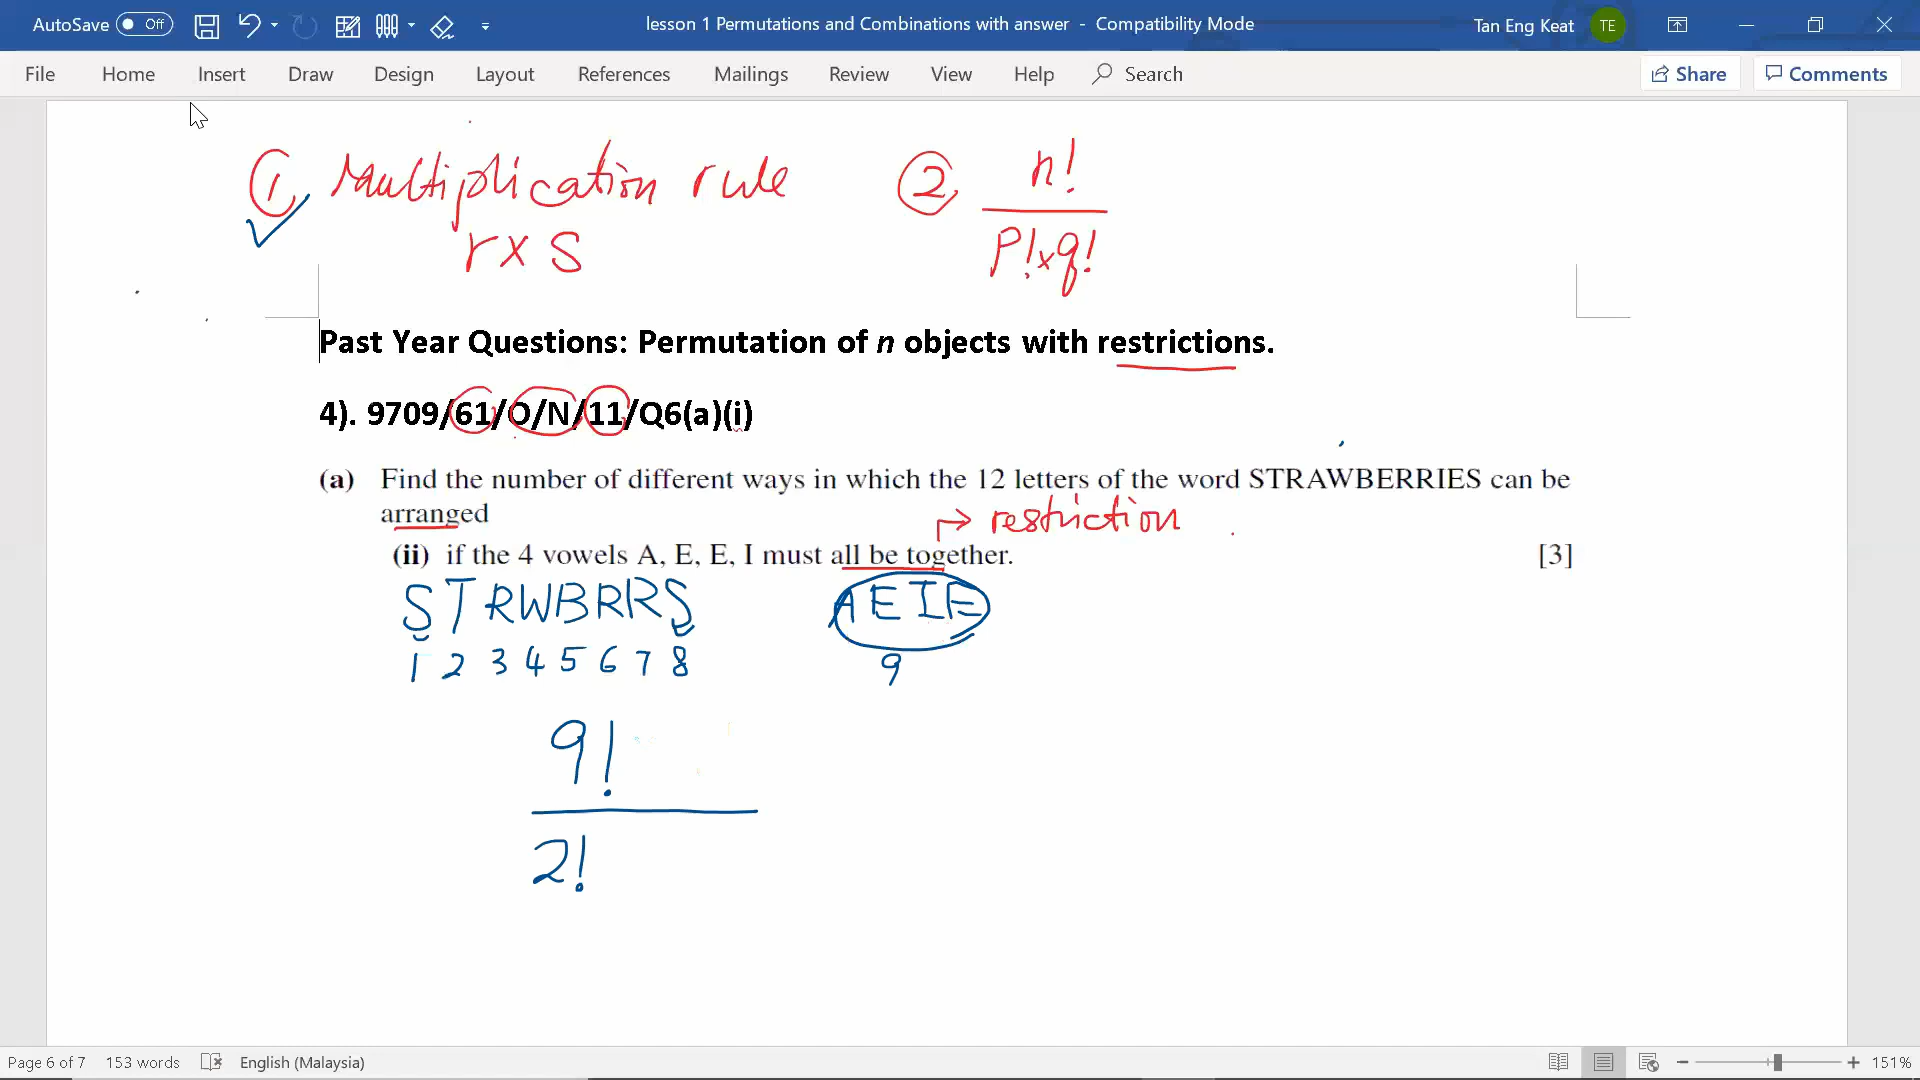 AutoSave Off lesson 1 Permutations and Combinations with answer - Compatibility Mode Tan Eng Keat TE
File Home Insert Draw Design Layout References Mailings Review View Help Search Share Comments
1 Multiplication rule 2 n!
r x s p! x q!
Past Year Questions: Permutation of n objects with restrictions.
4). 9709/61/O/N/11/Q6(a)(i)
(a) Find the number of different ways in which the 12 letters of the word STRAWBERRIES can be
arranged
restriction
(ii) if the 4 vowels A, E, E, I must all be together. [3]
S T R W B R R S A E I E
1 2 3 4 5 6 7 8 9
9!
2!
Page 6 of 7 153 words English (Malaysia) 151%